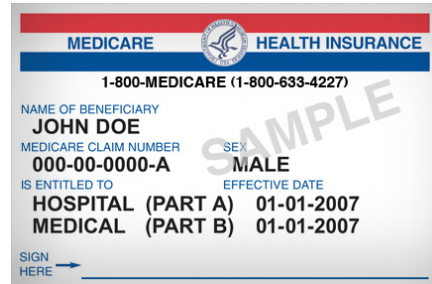 MEDICARE HEALTH INSURANCE
1-800-MEDICARE (1-800-633-4227)
NAME OF BENEFICIARY
JOHN DOE
MEDICARE CLAIM NUMBER SEX
000-00-0000-A MALE
IS ENTITLED TO EFFECTIVE DATE
HOSPITAL (PART A) 01-01-2007
MEDICAL (PART B) 01-01-2007
SIGN
HERE
SAMPLE